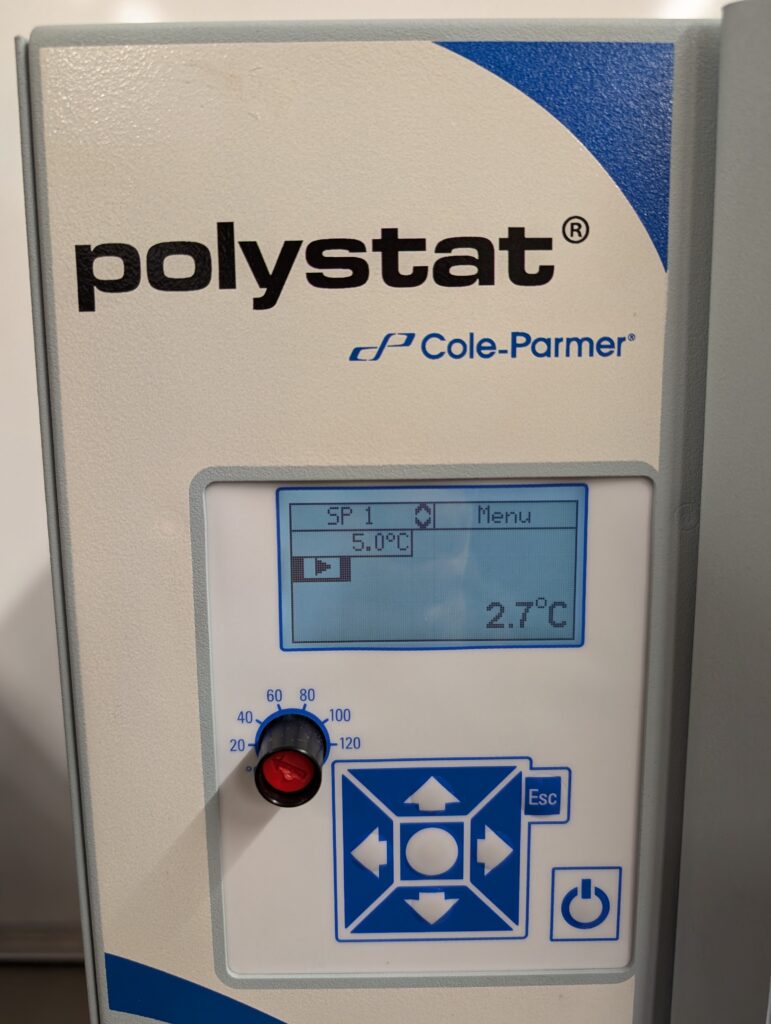 polystat®
Cole-Parmer®
SP 1 Menu
5.0°C
2.7°C
60 80
40 100
20 120
Esc